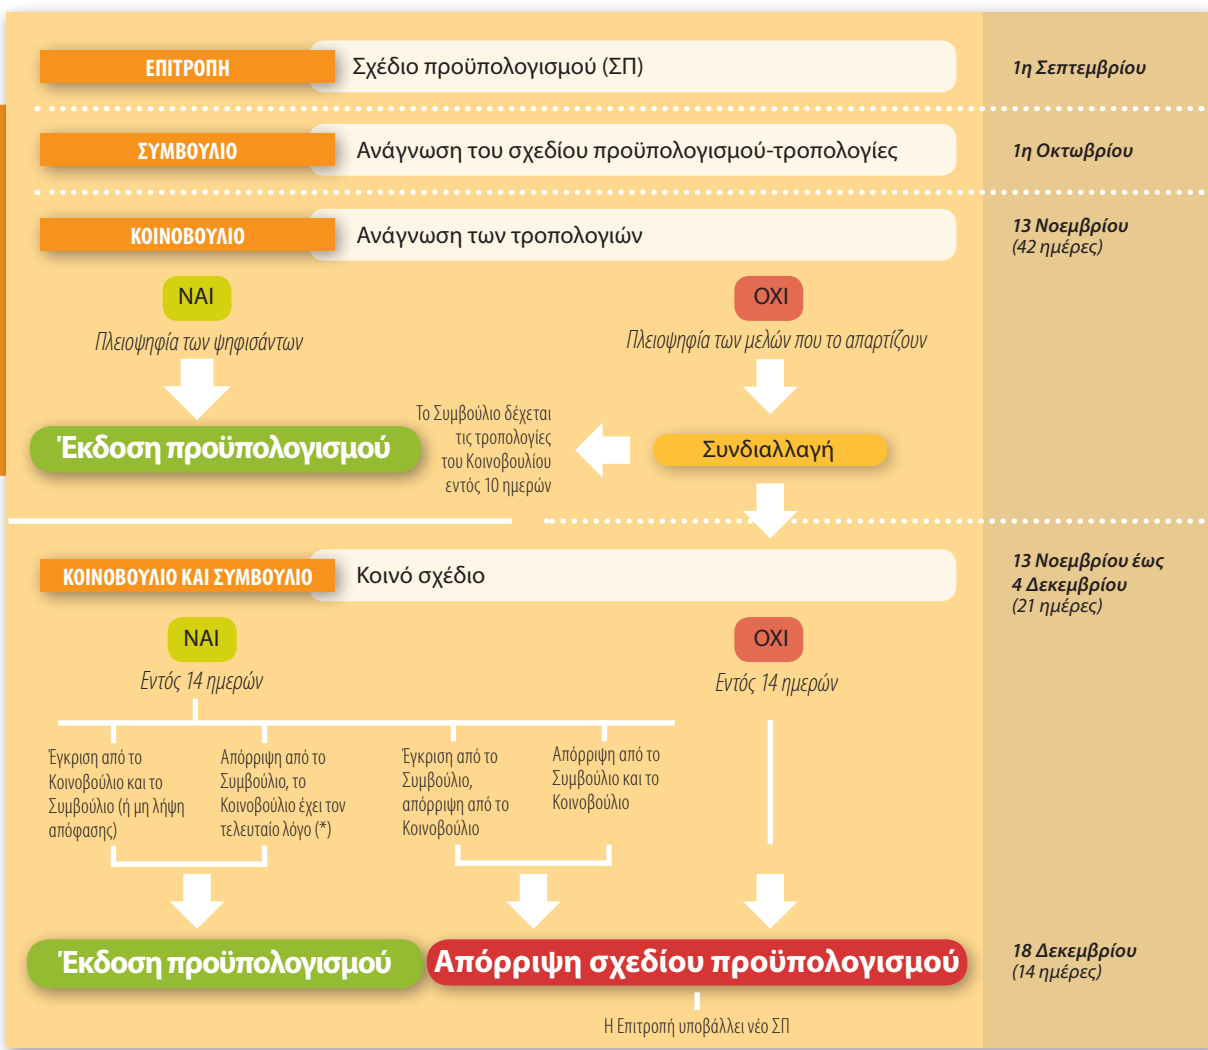 ΕΠΙΤΡΟΠΗ
Σχέδιο προϋπολογισμού (ΣΠ)
1η Σεπτεμβρίου
ΣΥΜΒΟΥΛΙΟ
Ανάγνωση του σχεδίου προϋπολογισμού-τροπολογίες
1η Οκτωβρίου
ΚΟΙΝΟΒΟΥΛΙΟ
Ανάγνωση των τροπολογιών
13 Νοεμβρίου
(42 ημέρες)
ΝΑΙ
Πλειοψηφία των ψηφισάντων
ΟΧΙ
Πλειοψηφία των μελών που το απαρτίζουν
Έκδοση προϋπολογισμού
Το Συμβούλιο δέχεται
τις τροπολογίες
του Κοινοβουλίου
εντός 10 ημερών
Συνδιαλλαγή
ΚΟΙΝΟΒΟΥΛΙΟ ΚΑΙ ΣΥΜΒΟΥΛΙΟ
Κοινό σχέδιο
13 Νοεμβρίου έως
4 Δεκεμβρίου
(21 ημέρες)
ΝΑΙ
Εντός 14 ημερών
ΟΧΙ
Εντός 14 ημερών
Έγκριση από το
Κοινοβούλιο και το
Συμβούλιο (ή μη λήψη
απόφασης)
Απόρριψη από το
Συμβούλιο, το
Κοινοβούλιο έχει τον
τελευταίο λόγο (*)
Έγκριση από το
Συμβούλιο,
απόρριψη από το
Κοινοβούλιο
Απόρριψη από το
Συμβούλιο και το
Κοινοβούλιο
Έκδοση προϋπολογισμού
Απόρριψη σχεδίου προϋπολογισμού
18 Δεκεμβρίου
(14 ημέρες)
Η Επιτροπή υποβάλλει νέο ΣΠ